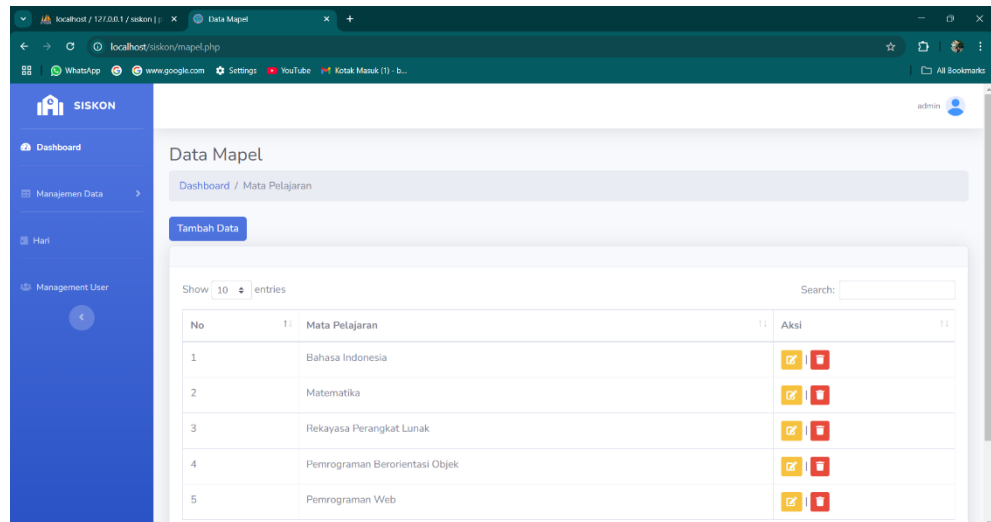 localhost / 127.0.0.1 / siskon | p
Data Mapel
localhost/siskon/mapel.php
WhatsApp
www.google.com
Settings
YouTube
Kotak Masuk (1) - b...
All Bookmarks
SISKON
admin
Dashboard
Data Mapel
Dashboard / Mata Pelajaran
Manajemen Data
Tambah Data
Hari
Management User
Show 10 entries
Search:
No Mata Pelajaran Aksi
1 Bahasa Indonesia |
2 Matematika |
3 Rekayasa Perangkat Lunak |
4 Pemrograman Berorientasi Objek |
5 Pemrograman Web |